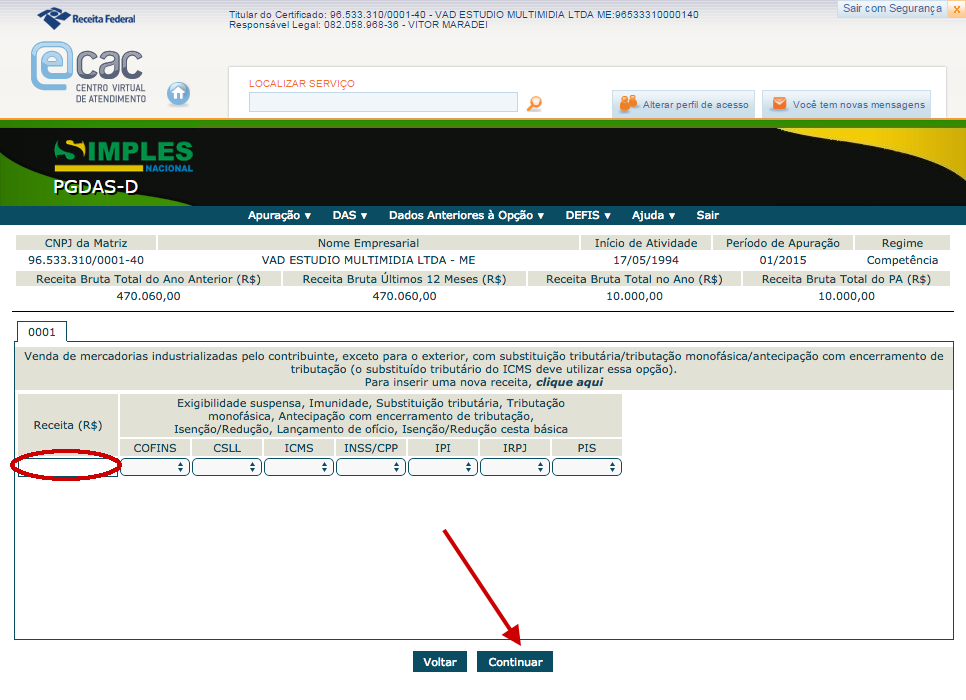 Receita Federal
Titular do Certificado: 96.533.310/0001-40 - VAD ESTUDIO MULTIMIDIA LTDA ME:96533310000140
Responsável Legal: 082.058.968-36 - VITOR MARADEI
Sair com Segurança x
ecac
CENTRO VIRTUAL
DE ATENDIMENTO
LOCALIZAR SERVIÇO
Alterar perfil de acesso
Você tem novas mensagens
SIMPLES
NACIONAL
PGDAS-D
Apuração ▼ DAS ▼ Dados Anteriores à Opção ▼ DEFIS ▼ Ajuda ▼ Sair
CNPJ da Matriz Nome Empresarial Início de Atividade Período de Apuração Regime
96.533.310/0001-40 VAD ESTUDIO MULTIMIDIA LTDA - ME 17/05/1994 01/2015 Competência
Receita Bruta Total do Ano Anterior (R$) Receita Bruta Últimos 12 Meses (R$) Receita Bruta Total no Ano (R$) Receita Bruta Total do PA (R$)
470.060,00 470.060,00 10.000,00 10.000,00
0001
Venda de mercadorias industrializadas pelo contribuinte, exceto para o exterior, com substituição tributária/tributação monofásica/antecipação com encerramento de
tributação (o substituído tributário do ICMS deve utilizar essa opção).
Para inserir uma nova receita, clique aqui
Receita (R$)
Exigibilidade suspensa, Imunidade, Substituição tributária, Tributação
monofásica, Antecipação com encerramento de tributação,
Isenção/Redução, Lançamento de ofício, Isenção/Redução cesta básica
COFINS CSLL ICMS INSS/CPP IPI IRPJ PIS
Voltar Continuar